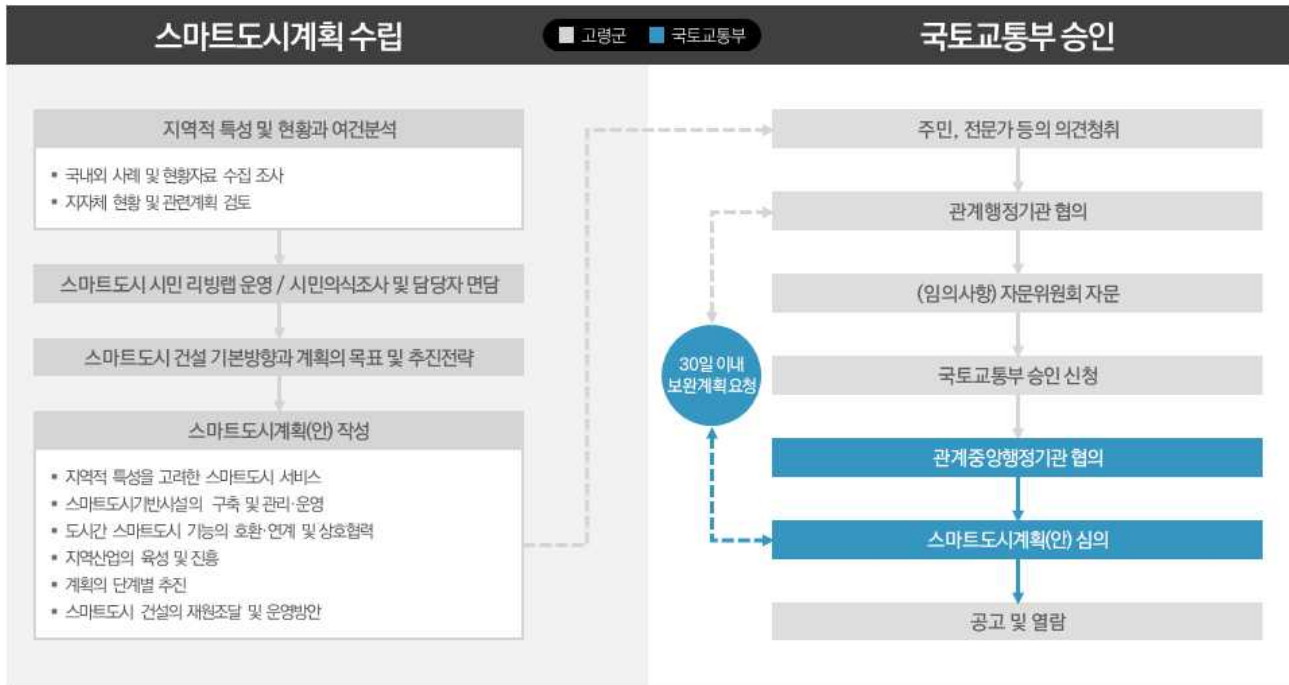 스마트도시계획 수립
고령군
국토교통부
국토교통부 승인
지역적 특성 및 현황과 여건분석
▪ 국내외 사례 및 현황자료 수집 조사
▪ 지자체 현황 및 관련계획 검토
스마트도시 시민 리빙랩 운영 / 시민의식조사 및 담당자 면담
스마트도시 건설 기본방향과 계획의 목표 및 추진전략
스마트도시계획(안) 작성
▪ 지역적 특성을 고려한 스마트도시 서비스
▪ 스마트도시기반시설의 구축 및 관리·운영
▪ 도시간 스마트도시 기능의 호환·연계 및 상호협력
▪ 지역산업의 육성 및 진흥
▪ 계획의 단계별 추진
▪ 스마트도시 건설의 재원조달 및 운영방안
주민, 전문가 등의 의견청취
관계행정기관 협의
(임의사항) 자문위원회 자문
30일 이내
보완계획 요청
국토교통부 승인 신청
관계중앙행정기관 협의
스마트도시계획(안) 심의
공고 및 열람